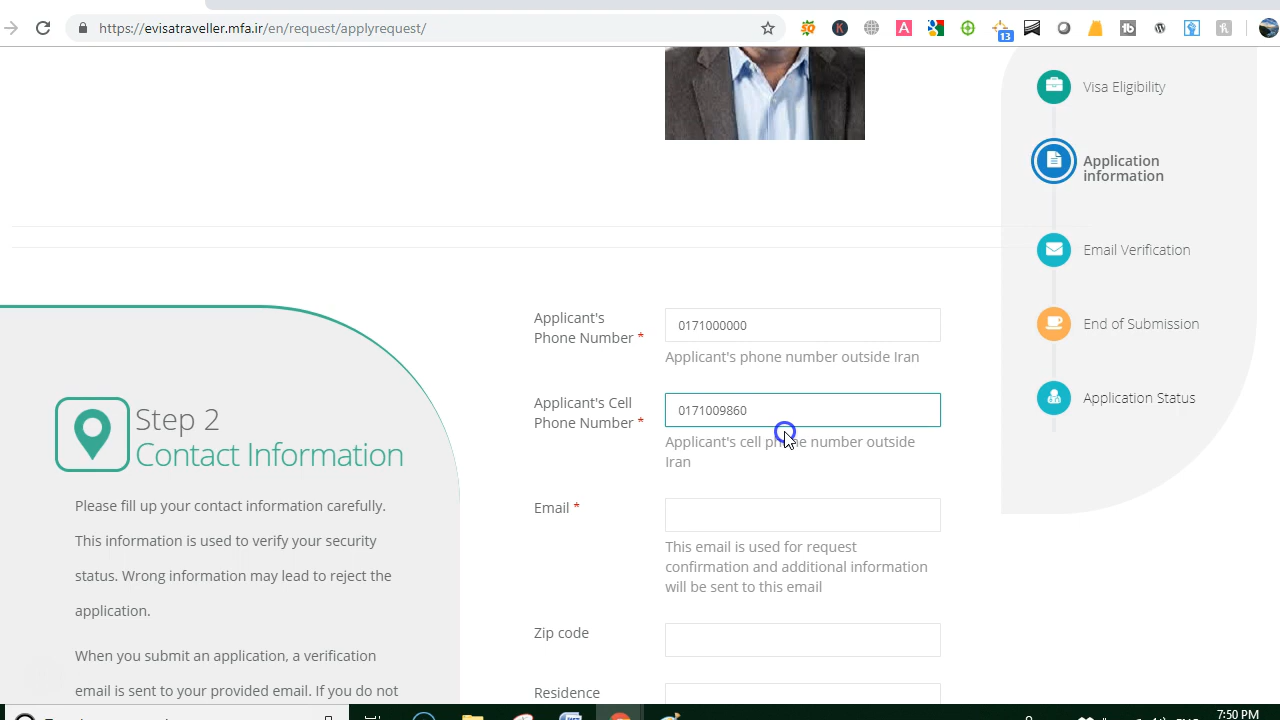 https://evisatraveller.mfa.ir/en/request/applyrequest/
13
Visa Eligibility
Application
information
Email Verification
End of Submission
Application Status
Applicant's
Phone Number *
0171000000
Applicant's phone number outside Iran
Applicant's Cell
Phone Number *
0171009860
Applicant's cell phone number outside
Iran
Step 2
Contact Information
Please fill up your contact information carefully.
This information is used to verify your security
status. Wrong information may lead to reject the
application.
When you submit an application, a verification
email is sent to your provided email. If you do not
Email *
This email is used for request
confirmation and additional information
will be sent to this email
Zip code
Residence
7:50 PM